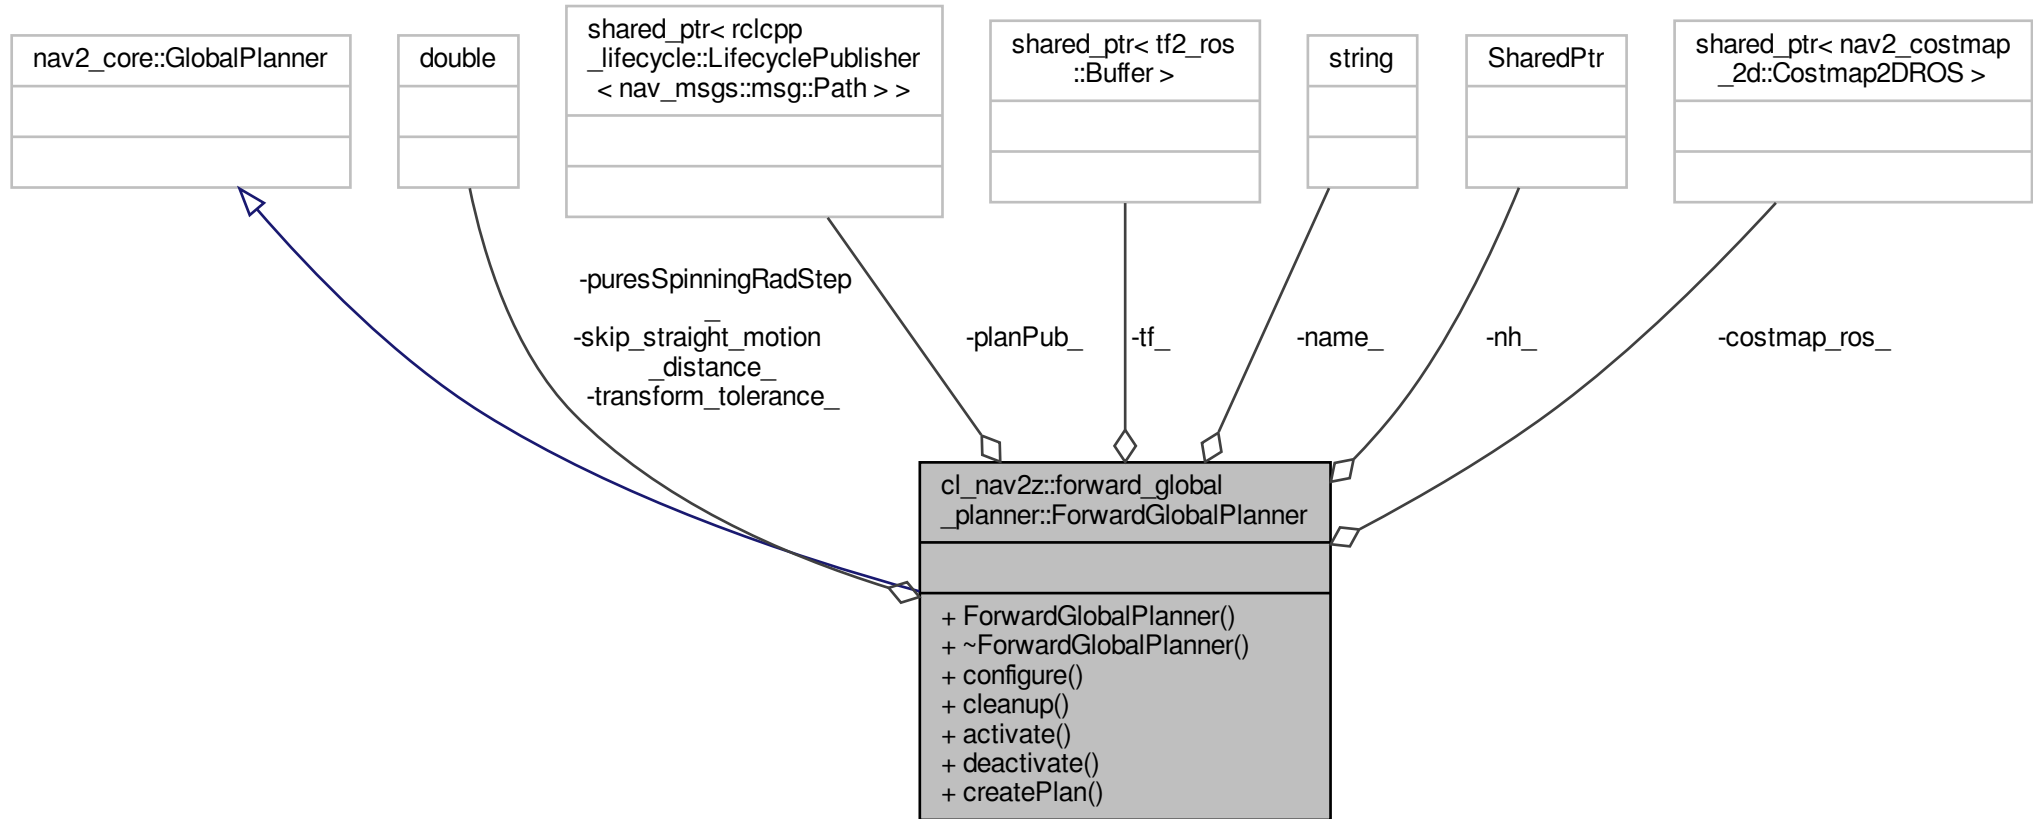 nav2_core::GlobalPlanner
double
shared_ptr< rclcpp
_lifecycle::LifecyclePublisher
< nav_msgs::msg::Path > >
shared_ptr< tf2_ros
::Buffer >
string
SharedPtr
shared_ptr< nav2_costmap
_2d::Costmap2DROS >
-puresSpinningRadStep
_
-skip_straight_motion
_distance_
-transform_tolerance_
-planPub_
-tf_
-name_
-nh_
-costmap_ros_
cl_nav2z::forward_global
_planner::ForwardGlobalPlanner
+ ForwardGlobalPlanner()
+ ~ForwardGlobalPlanner()
+ configure()
+ cleanup()
+ activate()
+ deactivate()
+ createPlan()